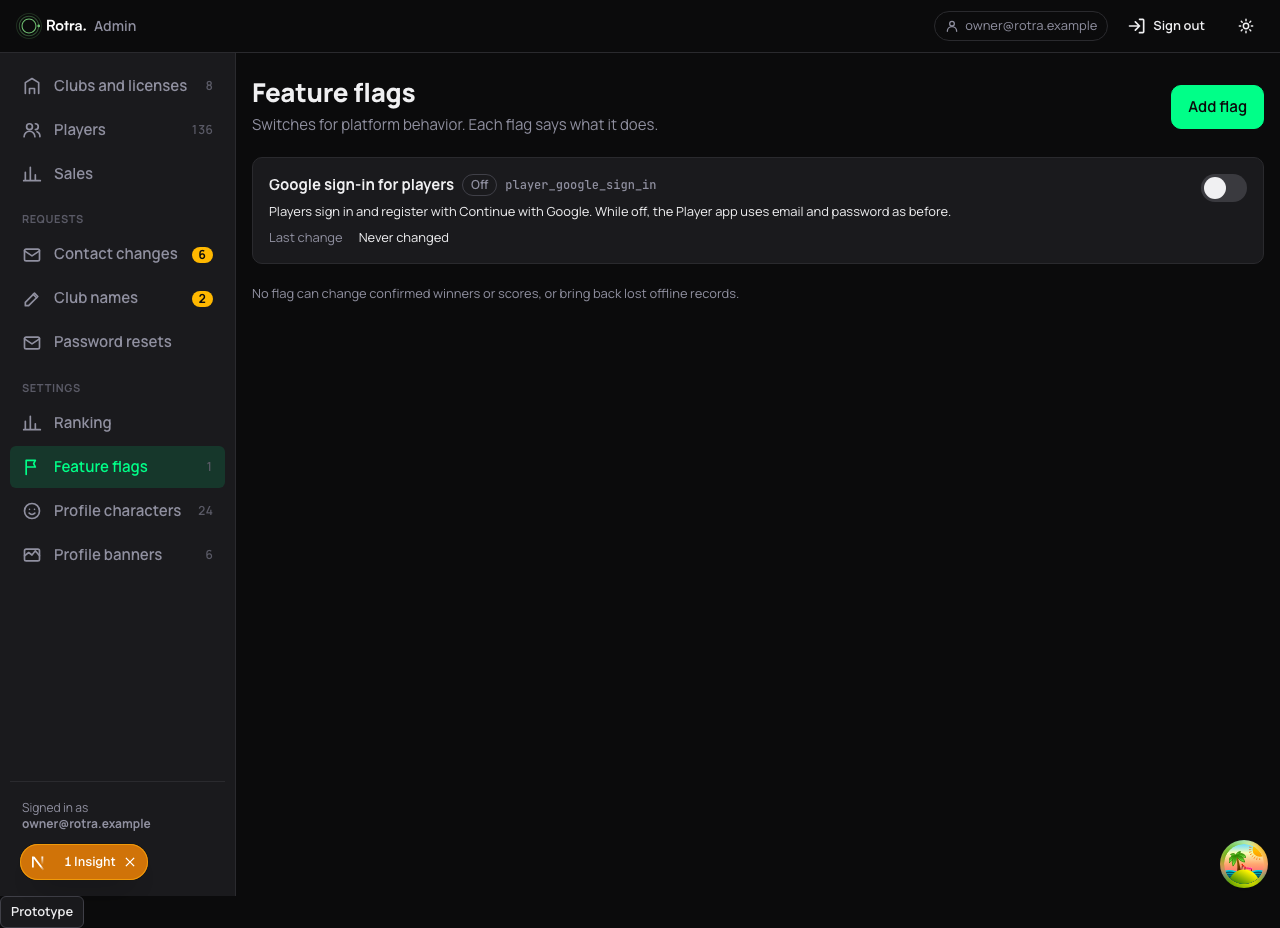 Rotra. Admin
owner@rotra.example
Sign out
Clubs and licenses 8
Players 136
Sales
REQUESTS
Contact changes 6
Club names 2
Password resets
SETTINGS
Ranking
Feature flags 1
Profile characters 24
Profile banners 6
Signed in as
owner@rotra.example
N 1 Insight
Prototype
Feature flags
Switches for platform behavior. Each flag says what it does.
Add flag
Google sign-in for players Off player_google_sign_in
Players sign in and register with Continue with Google. While off, the Player app uses email and password as before.
Last change Never changed
No flag can change confirmed winners or scores, or bring back lost offline records.